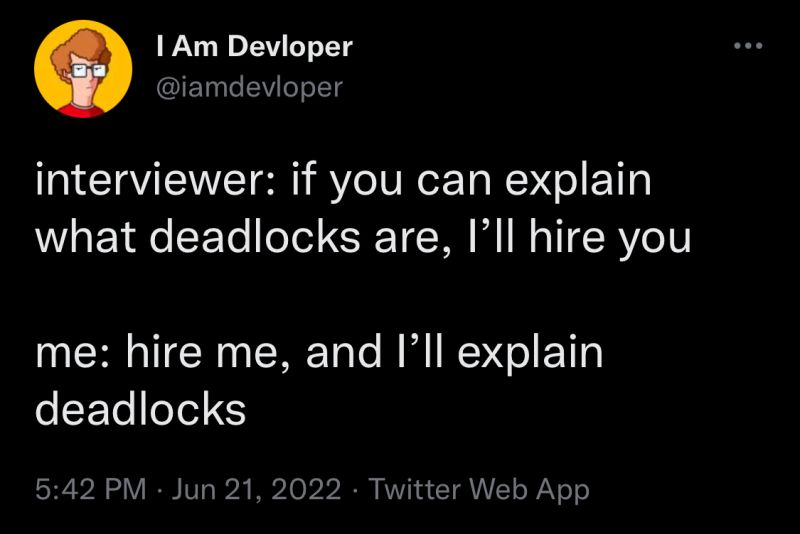 I Am Devloper
@iamdevloper
interviewer: if you can explain
what deadlocks are, I’ll hire you
me: hire me, and I’ll explain
deadlocks
5:42 PM · Jun 21, 2022 · Twitter Web App